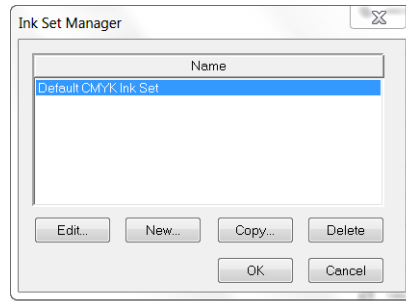 Ink Set Manager
Name
Default CMYK Ink Set
Edit... New... Copy... Delete
OK Cancel